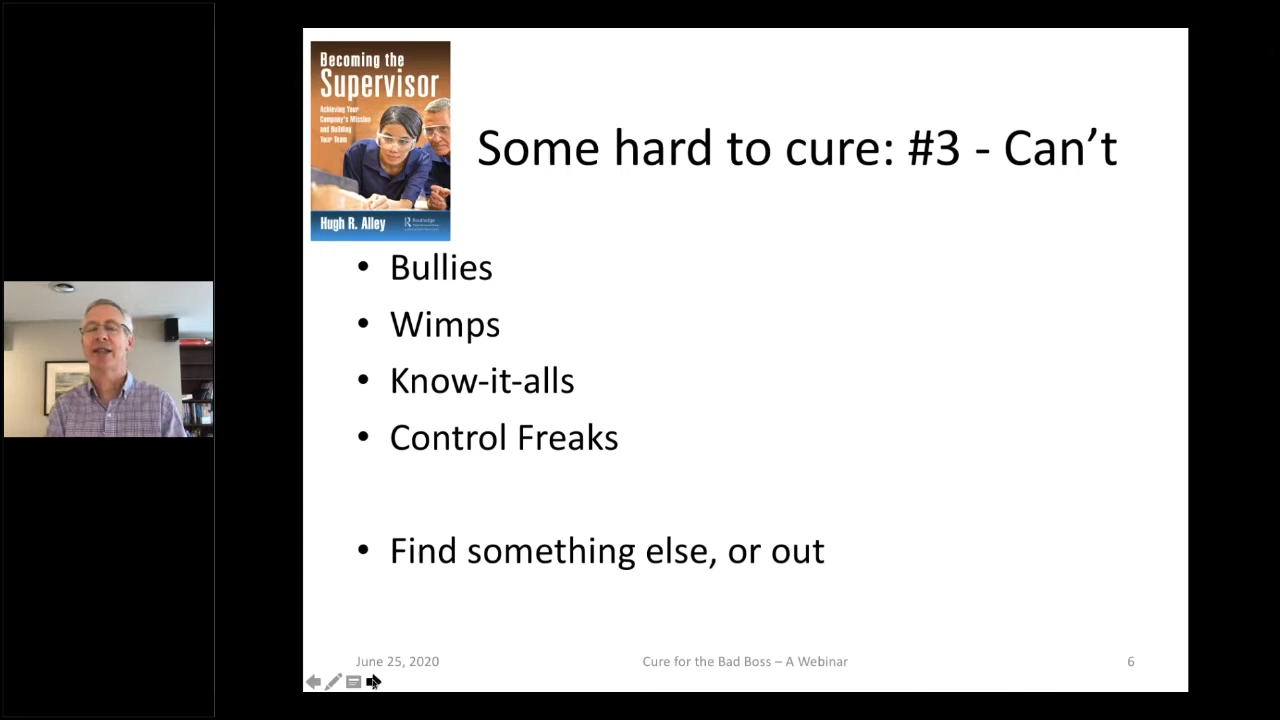 Becoming the
Supervisor
Achieving Your
Company's Mission
and Building
Your Team
Hugh R. Alley
Routledge
Some hard to cure: #3 - Can't
• Bullies
• Wimps
• Know-it-alls
• Control Freaks
• Find something else, or out
June 25, 2020
Cure for the Bad Boss – A Webinar
6